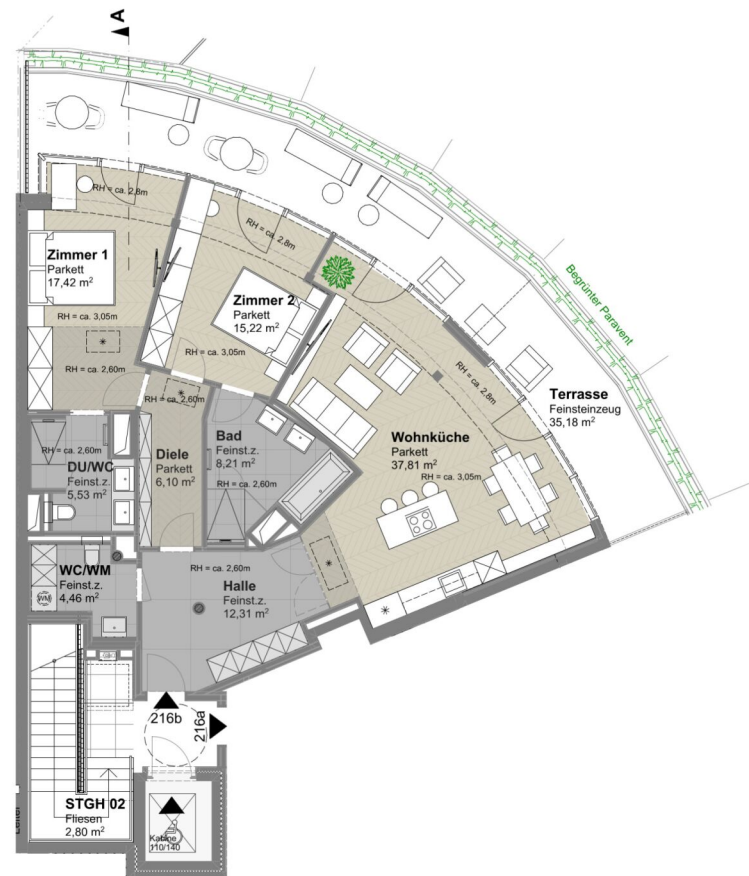 A
RH = ca. 2,8m
Zimmer 1
Parkett
17,42 m²
RH = ca. 3,05m
RH = ca. 2,60m
RH = ca. 2,8m
Zimmer 2
Parkett
15,22 m²
RH = ca. 3,05m
RH = ca. 2,60m
Begrünter Paravent
RH = ca. 2,8m
Terrasse
Feinsteinzeug
35,18 m²
Wohnküche
Parkett
37,81 m²
RH = ca. 3,05m
Bad
Feinst.z.
8,21 m²
RH = ca. 2,60m
Diele
Parkett
6,10 m²
RH = ca. 2,60m
DU/WC
Feinst.z.
5,53 m²
WC/WM
Feinst.z.
4,46 m²
WM
RH = ca. 2,60m
Halle
Feinst.z.
12,31 m²
216b
216a
STGH 02
Fliesen
2,80 m²
Kabine
110/140